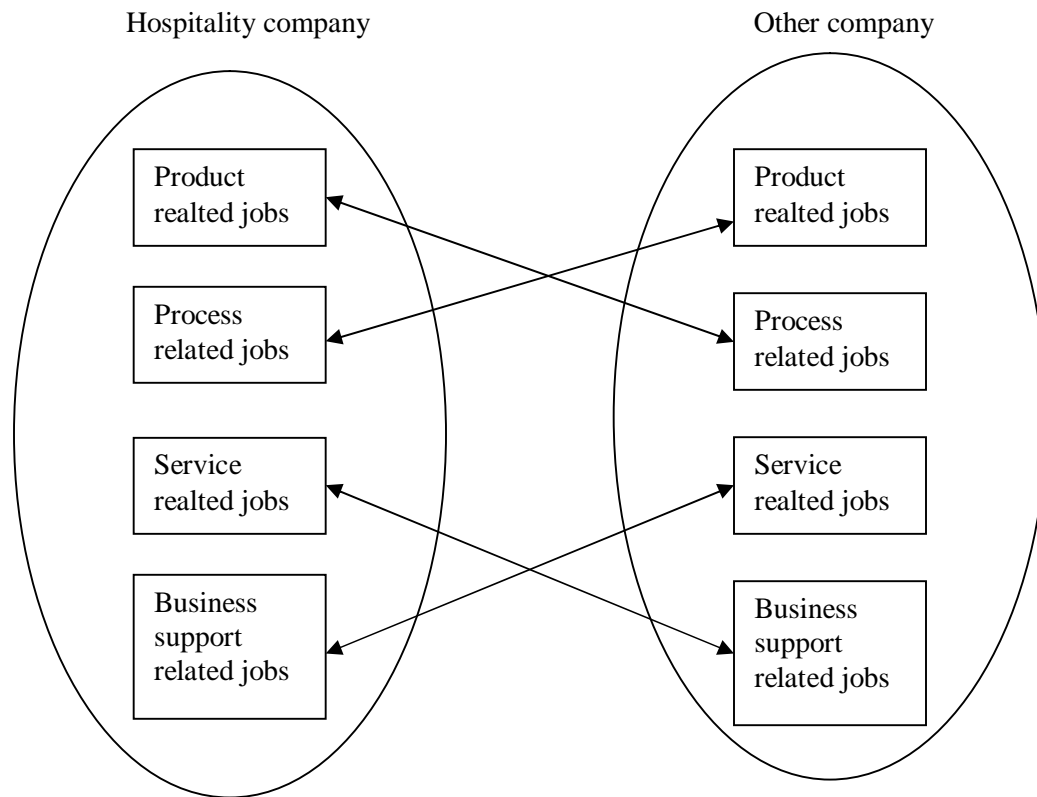 Hospitality company
Other company
Product
realted jobs
Process
related jobs
Service
realted jobs
Business
support
related jobs
Product
realted jobs
Process
related jobs
Service
realted jobs
Business
support
related jobs